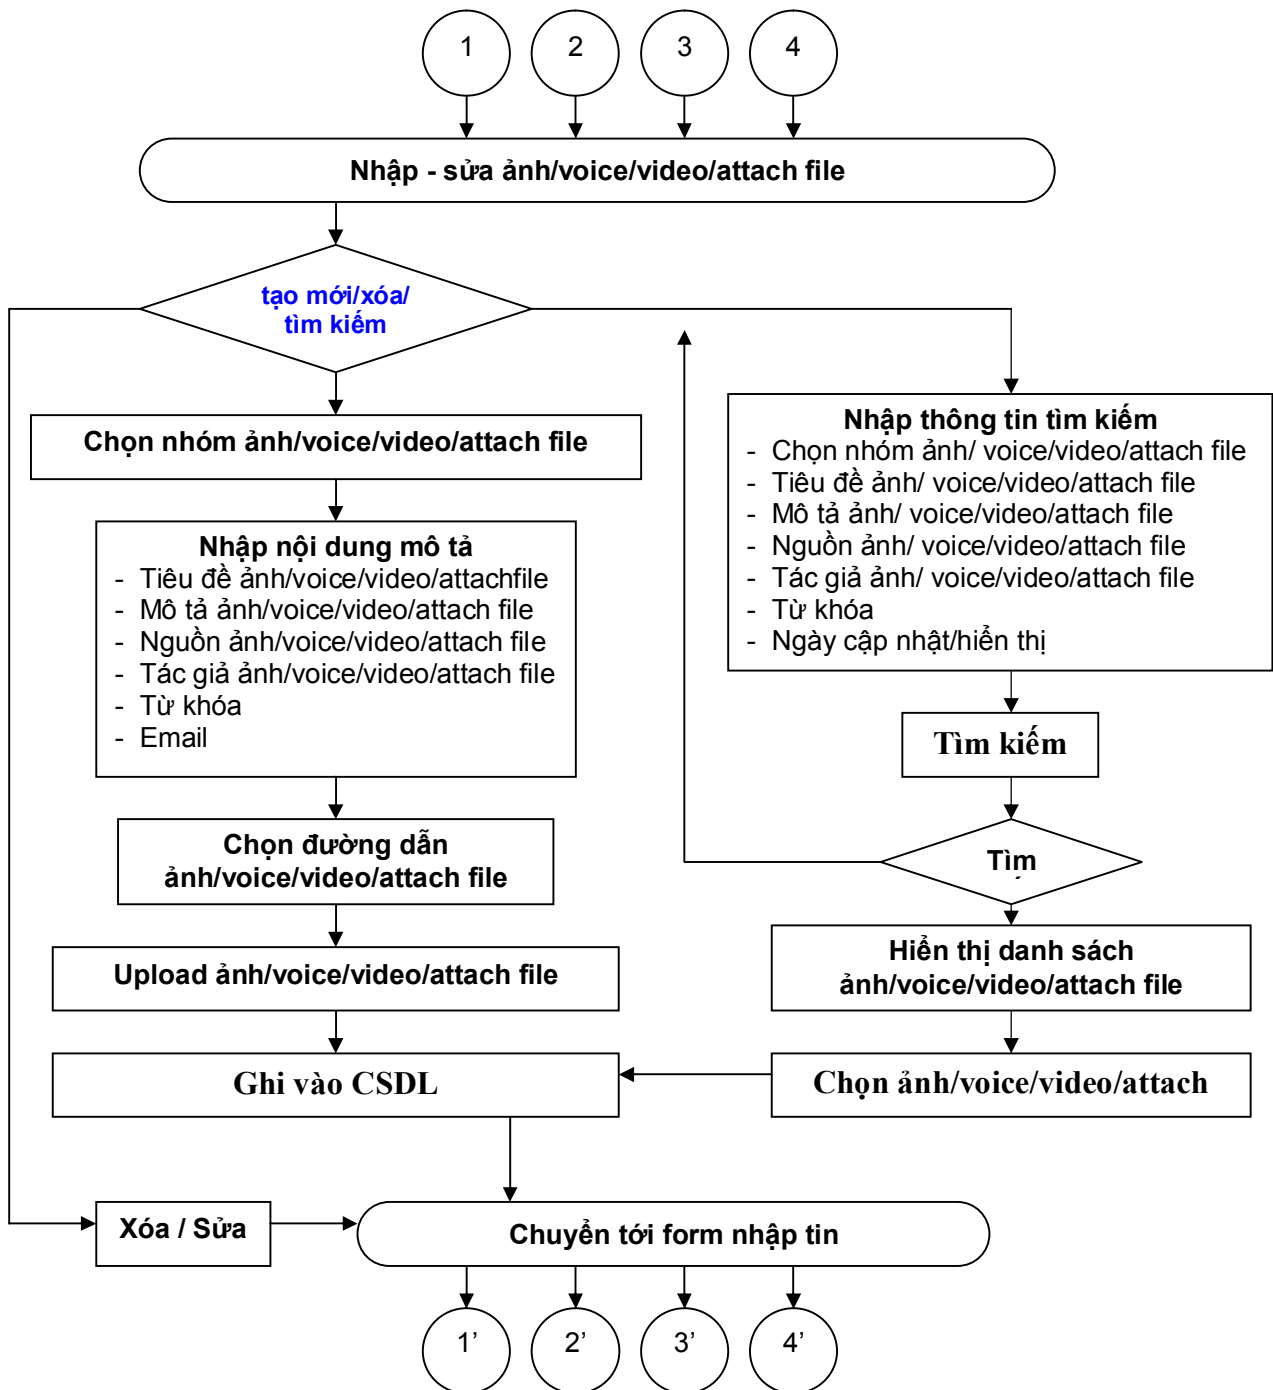 1 2 3 4
Nhập - sửa ảnh/voice/video/attach file
tạo mới/xóa/
tìm kiếm
Chọn nhóm ảnh/voice/video/attach file
Nhập nội dung mô tả
- Tiêu đề ảnh/voice/video/attachfile
- Mô tả ảnh/voice/video/attach file
- Nguồn ảnh/voice/video/attach file
- Tác giả ảnh/voice/video/attach file
- Từ khóa
- Email
Chọn đường dẫn
ảnh/voice/video/attach file
Upload ảnh/voice/video/attach file
Nhập thông tin tìm kiếm
- Chọn nhóm ảnh/ voice/video/attach file
- Tiêu đề ảnh/ voice/video/attach file
- Mô tả ảnh/ voice/video/attach file
- Nguồn ảnh/ voice/video/attach file
- Tác giả ảnh/ voice/video/attach file
- Từ khóa
- Ngày cập nhật/hiển thị
Tìm kiếm
Tìm
Hiển thị danh sách
ảnh/voice/video/attach file
Chọn ảnh/voice/video/attach
Ghi vào CSDL
Xóa / Sửa
Chuyển tới form nhập tin
1’ 2’ 3’ 4’